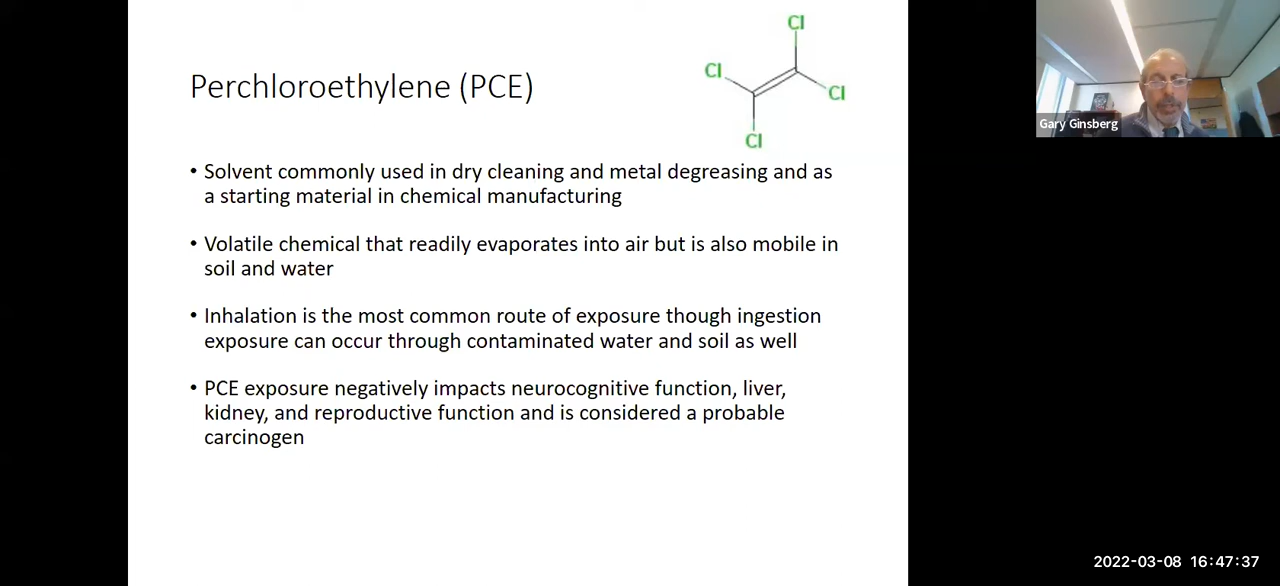 Cl
Cl
Perchloroethylene (PCE)
Cl
Cl
• Solvent commonly used in dry cleaning and metal degreasing and as
a starting material in chemical manufacturing
• Volatile chemical that readily evaporates into air but is also mobile in
soil and water
• Inhalation is the most common route of exposure though ingestion
exposure can occur through contaminated water and soil as well
• PCE exposure negatively impacts neurocognitive function, liver,
kidney, and reproductive function and is considered a probable
carcinogen
Gary Ginsberg
2022-03-08 16:47:37